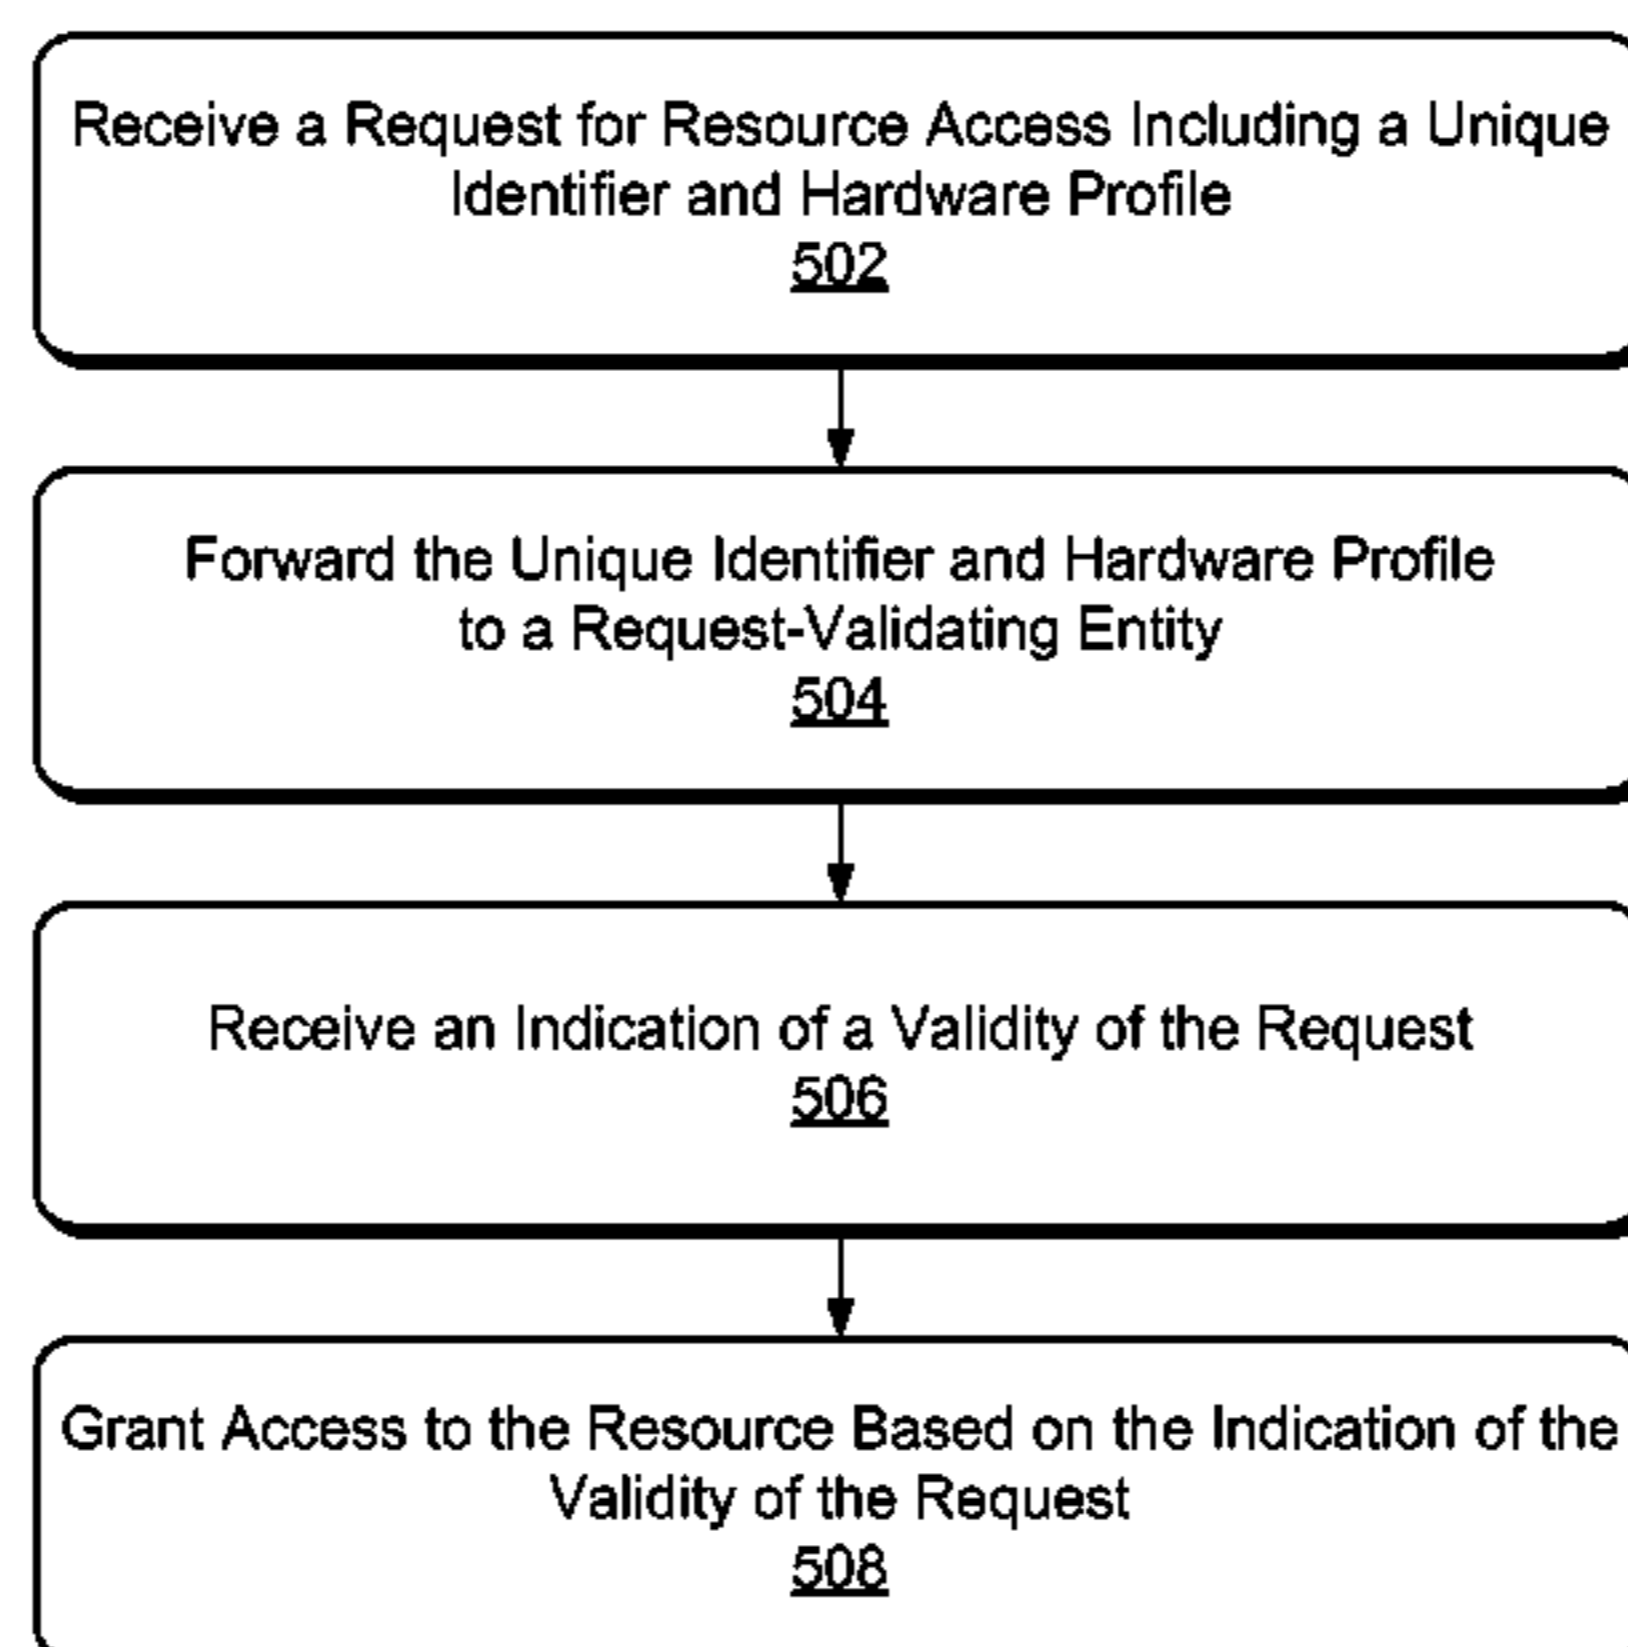 Receive a Request for Resource Access Including a Unique
Identifier and Hardware Profile
502
Forward the Unique Identifier and Hardware Profile
to a Request-Validating Entity
504
Receive an Indication of a Validity of the Request
506
Grant Access to the Resource Based on the Indication of the
Validity of the Request
508